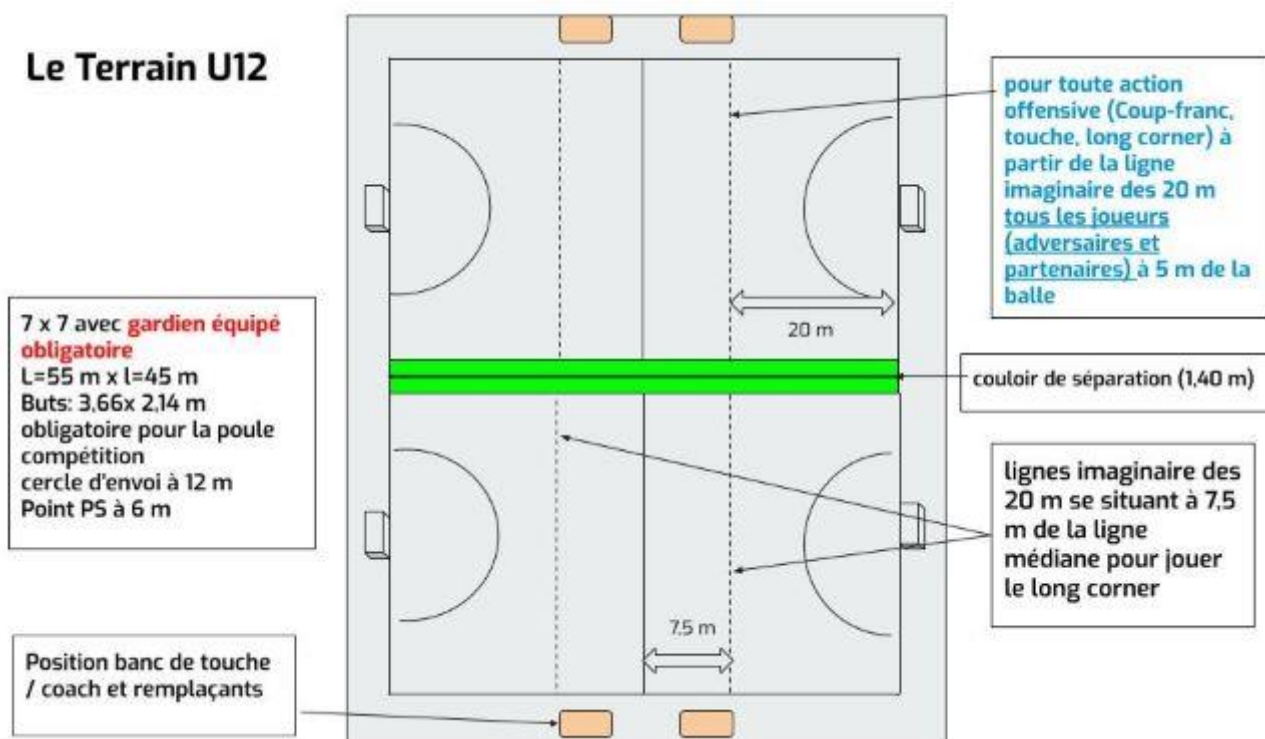 Le Terrain U12
pour toute action
offensive (Coup-franc,
touche, long corner) à
partir de la ligne
imaginaire des 20 m
tous les joueurs
(adversaires et
partenaires) à 5 m de la
balle
20 m
7 x 7 avec gardien équipé
obligatoire
L=55 m x l=45 m
Buts: 3,66x 2,14 m
obligatoire pour la poule
compétition
cercle d'envoi à 12 m
Point PS à 6 m
couloir de séparation (1,40 m)
lignes imaginaire des
20 m se situant à 7,5
m de la ligne
médiane pour jouer
le long corner
7.5 m
Position banc de touche
/ coach et remplaçants